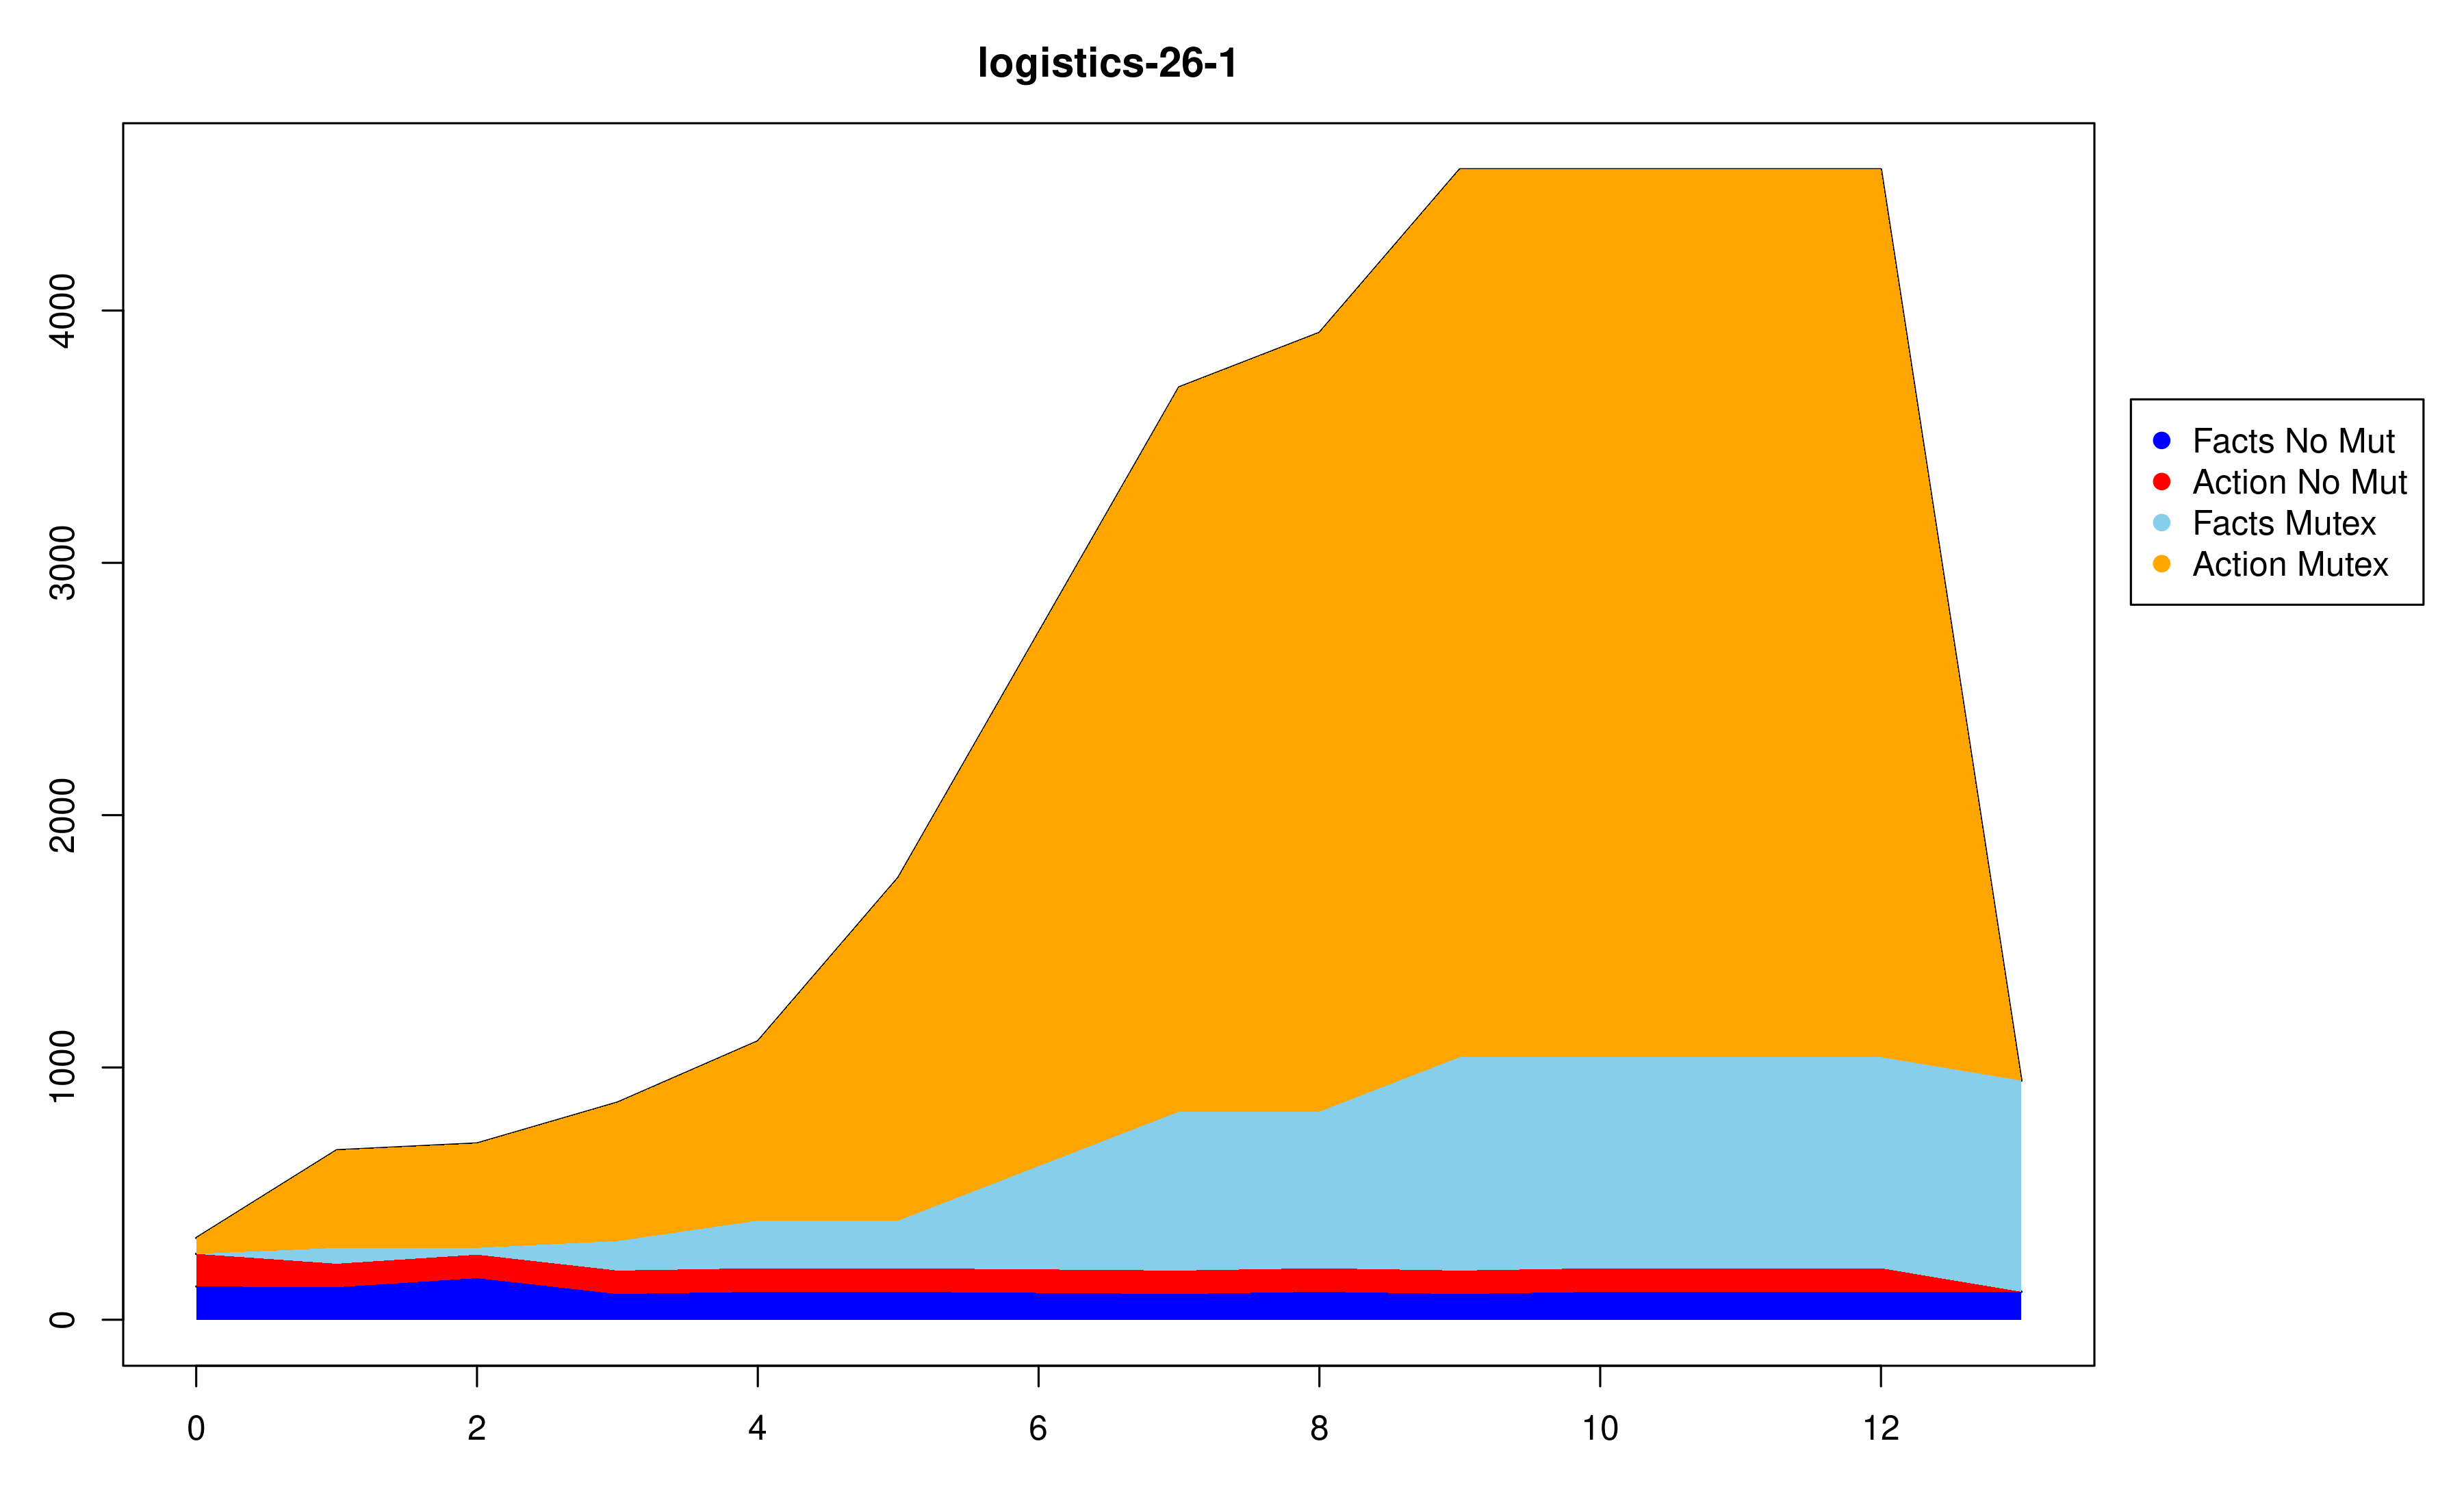 logistics-26-1
4000
3000
2000
1000
0
0 2 4 6 8 10 12
Facts No Mut
Action No Mut
Facts Mutex
Action Mutex